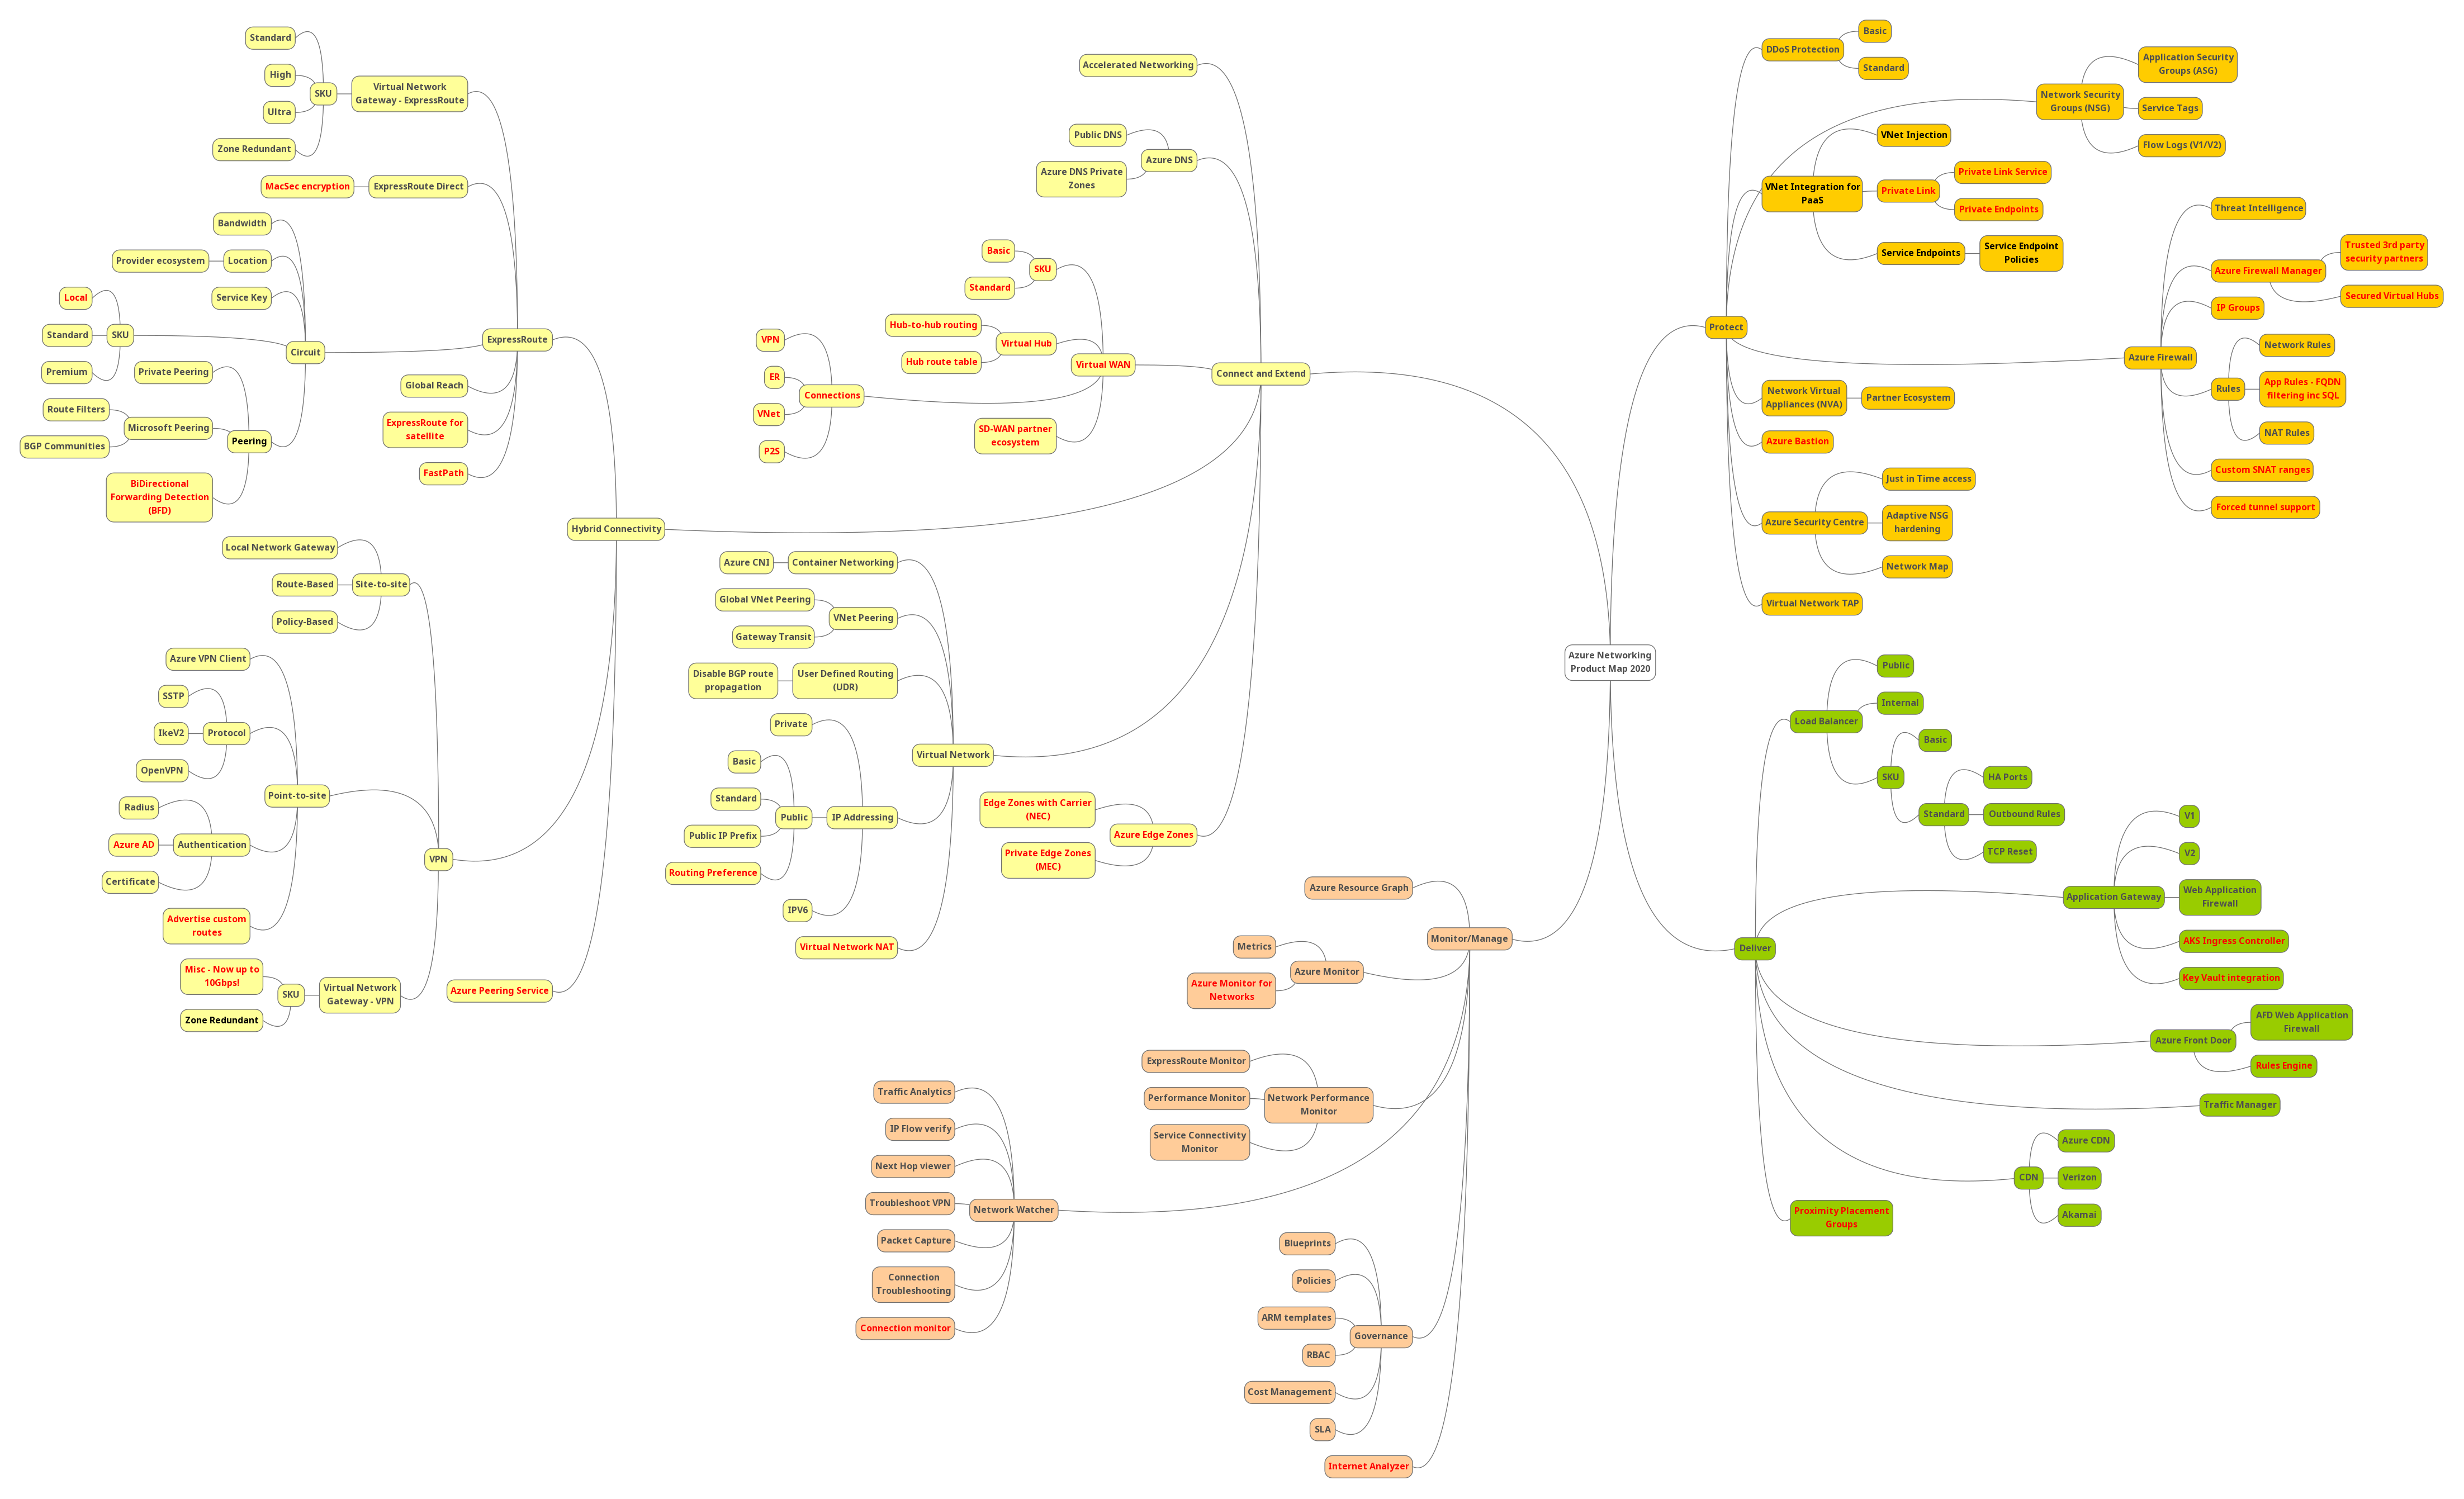 Azure Networking
Product Map 2020
Protect
DDoS Protection
Basic
Standard
Network Security
Groups (NSG)
Application Security
Groups (ASG)
Service Tags
Flow Logs (V1/V2)
VNet Integration for
PaaS
VNet Injection
Private Link
Private Link Service
Private Endpoints
Service Endpoints
Service Endpoint
Policies
Azure Firewall
Threat Intelligence
Azure Firewall Manager
Trusted 3rd party
security partners
Secured Virtual Hubs
IP Groups
Rules
Network Rules
App Rules - FQDN
filtering inc SQL
NAT Rules
Custom SNAT ranges
Forced tunnel support
Network Virtual
Appliances (NVA)
Partner Ecosystem
Azure Bastion
Azure Security Centre
Just in Time access
Adaptive NSG
hardening
Network Map
Virtual Network TAP
Deliver
Load Balancer
Public
Internal
SKU
Basic
Standard
HA Ports
Outbound Rules
TCP Reset
Application Gateway
V1
V2
Web Application
Firewall
AKS Ingress Controller
Key Vault integration
Azure Front Door
AFD Web Application
Firewall
Rules Engine
Traffic Manager
CDN
Azure CDN
Verizon
Akamai
Proximity Placement
Groups
Connect and Extend
Accelerated Networking
Azure DNS
Public DNS
Azure DNS Private
Zones
Virtual WAN
SKU
Basic
Standard
Virtual Hub
Hub-to-hub routing
Hub route table
Connections
VPN
ER
VNet
P2S
SD-WAN partner
ecosystem
Hybrid Connectivity
ExpressRoute
Virtual Network
Gateway - ExpressRoute
SKU
Standard
High
Ultra
Zone Redundant
ExpressRoute Direct
MacSec encryption
Circuit
Bandwidth
Location
Provider ecosystem
Service Key
SKU
Local
Standard
Premium
Peering
Private Peering
Microsoft Peering
Route Filters
BGP Communities
BiDirectional
Forwarding Detection
(BFD)
Global Reach
ExpressRoute for
satellite
FastPath
VPN
Site-to-site
Local Network Gateway
Route-Based
Policy-Based
Point-to-site
Azure VPN Client
Protocol
SSTP
IkeV2
OpenVPN
Authentication
Radius
Azure AD
Certificate
Advertise custom
routes
Virtual Network
Gateway - VPN
SKU
Misc - Now up to
10Gbps!
Zone Redundant
Azure Peering Service
Virtual Network
Container Networking
Azure CNI
VNet Peering
Global VNet Peering
Gateway Transit
User Defined Routing
(UDR)
Disable BGP route
propagation
IP Addressing
Private
Public
Basic
Standard
Public IP Prefix
Routing Preference
IPV6
Virtual Network NAT
Azure Edge Zones
Edge Zones with Carrier
(NEC)
Private Edge Zones
(MEC)
Monitor/Manage
Azure Resource Graph
Azure Monitor
Metrics
Azure Monitor for
Networks
Network Performance
Monitor
ExpressRoute Monitor
Performance Monitor
Service Connectivity
Monitor
Network Watcher
Traffic Analytics
IP Flow verify
Next Hop viewer
Troubleshoot VPN
Packet Capture
Connection
Troubleshooting
Connection monitor
Governance
Blueprints
Policies
ARM templates
RBAC
Cost Management
SLA
Internet Analyzer